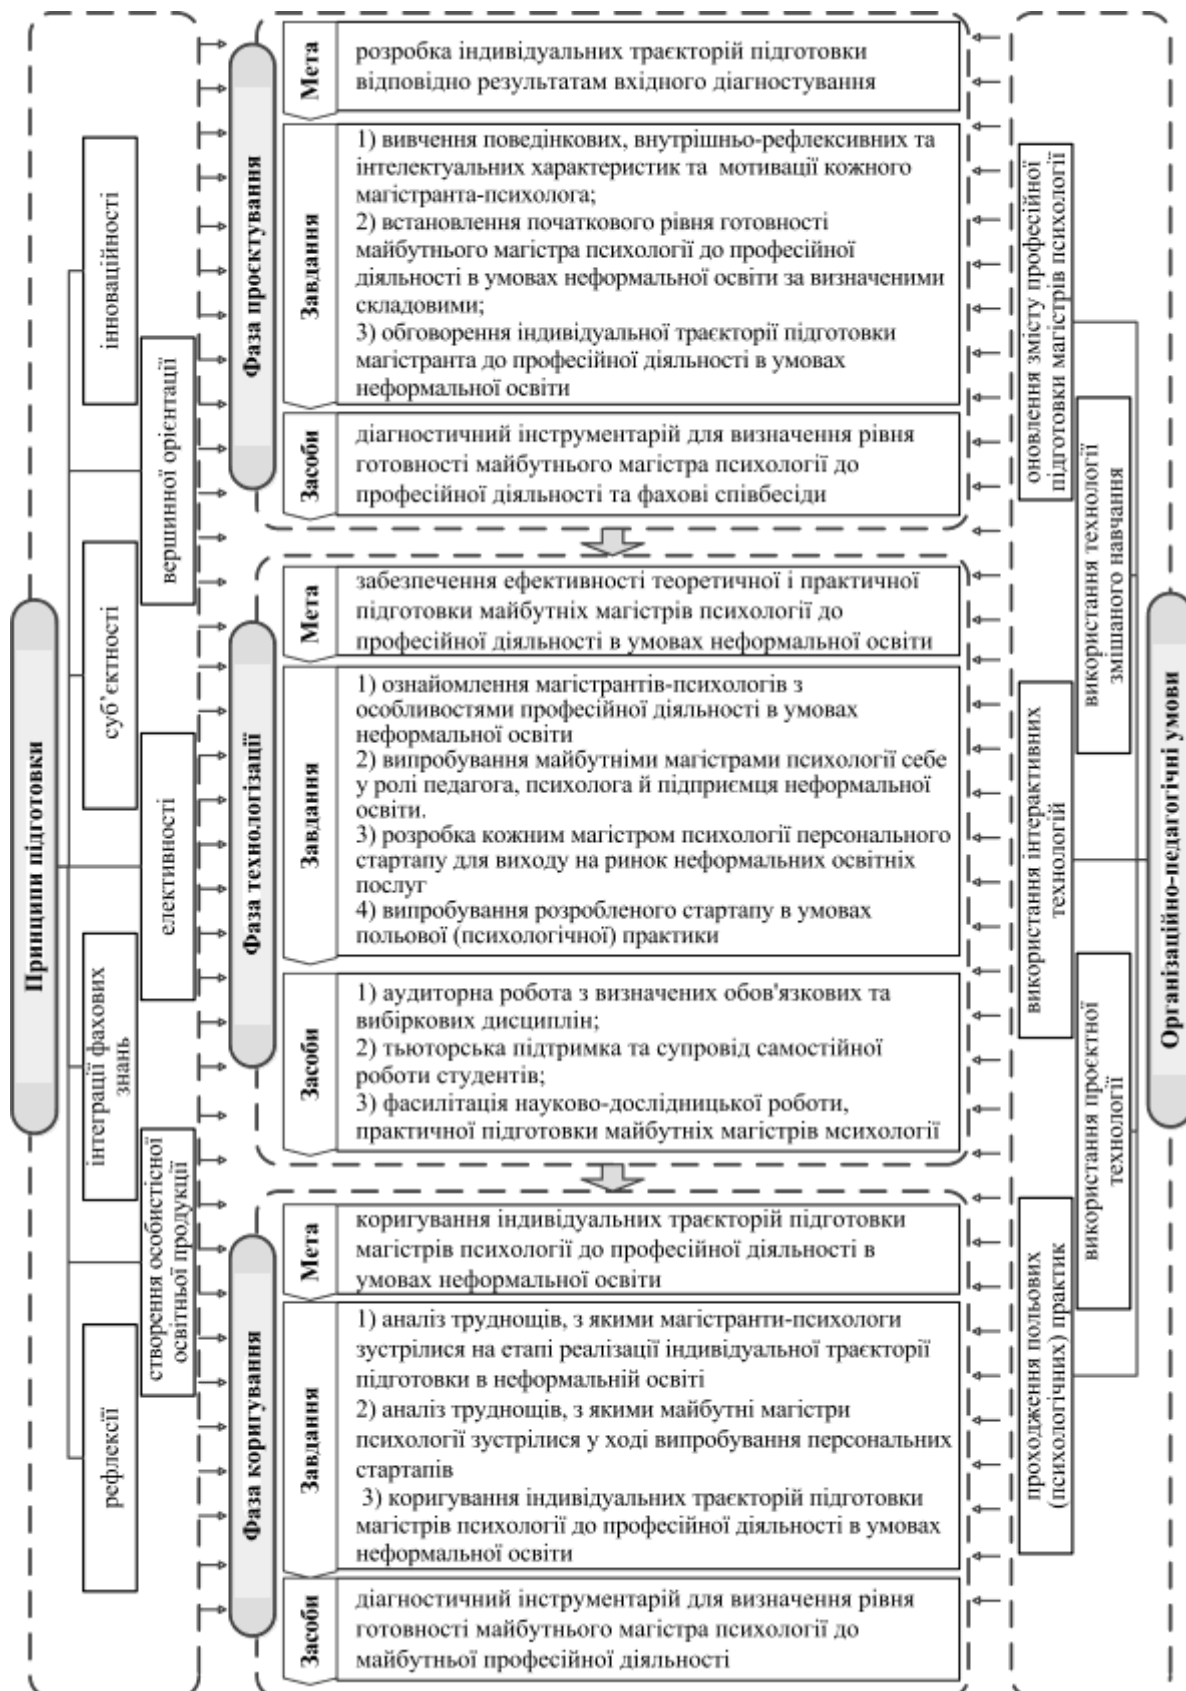 Принципи підготовки
інноваційності
вершинної орієнтації
суб’єктності
елективності
інтеграції фахових
знань
створення особистісної
освітньої продукції
рефлексії
Фаза проєктування
Мета
розробка індивідуальних траєкторій підготовки
відповідно результатам вхідного діагностування
Завдання
1) вивчення поведінкових, внутрішньо-рефлексивних та
інтелектуальних характеристик та мотивації кожного
магістранта-психолога;
2) встановлення початкового рівня готовності
майбутнього магістра психології до професійної
діяльності в умовах неформальної освіти за визначеними
складовими;
3) обговорення індивідуальної траєкторії підготовки
магістранта до професійної діяльності в умовах
неформальної освіти
Засоби
діагностичний інструментарій для визначення рівня
готовності майбутнього магістра психології до
професійної діяльності та фахові співбесіди
Фаза технологізації
Мета
забезпечення ефективності теоретичної і практичної
підготовки майбутніх магістрів психології до
професійної діяльності в умовах неформальної освіти
Завдання
1) ознайомлення магістрантів-психологів з
особливостями професійної діяльності в умовах
неформальної освіти
2) випробування майбутніми магістрами психології себе
у ролі педагога, психолога й підприємця неформальної
освіти.
3) розробка кожним магістром психології персонального
стартапу для виходу на ринок неформальних освітніх
послуг
4) випробування розробленого стартапу в умовах
польової (психологічної) практики
Засоби
1) аудиторна робота з визначених обов'язкових та
вибіркових дисциплін;
2) тьюторська підтримка та супровід самостійної
роботи студентів;
3) фасилітація науково-дослідницької роботи,
практичної підготовки майбутніх магістрів мсихології
Фаза коригування
Мета
коригування індивідуальних траєкторій підготовки
магістрів психології до професійної діяльності в
умовах неформальної освіти
Завдання
1) аналіз труднощів, з якими магістранти-психологи
зустрілися на етапі реалізації індивідуальної траєкторії
підготовки в неформальній освіті
2) аналіз труднощів, з якими майбутні магістри
психології зустрілися у ході випробування персональних
стартапів
3) коригування індивідуальних траєкторій підготовки
магістрів психології до професійної діяльності в умовах
неформальної освіти
Засоби
діагностичний інструментарій для визначення рівня
готовності майбутнього магістра психології до
майбутньої професійної діяльності
Організаційно-педагогічні умови
оновлення змісту професійної
підготовки магістрів психології
використання технології
змішаного навчання
використання інтерактивних
технологій
використання проєктної
технології
проходження польових
(психологічних) практик